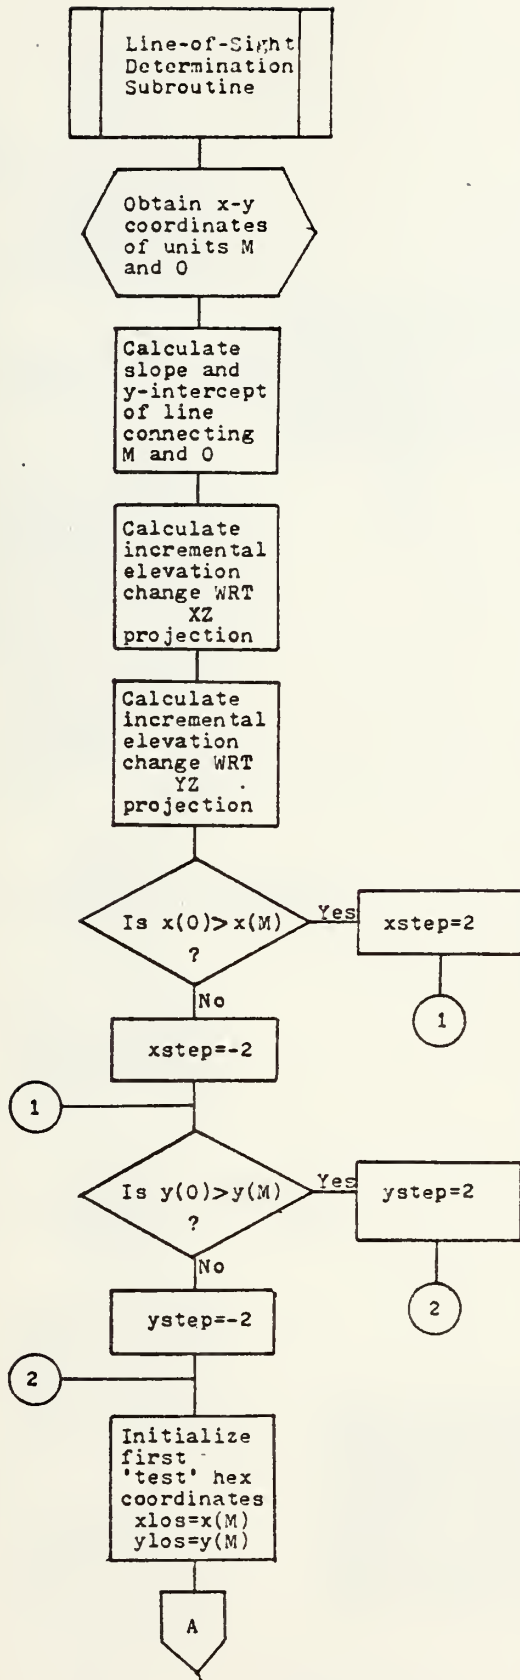 Line-of-Sight
Determination
Subroutine
Obtain x-y
coordinates
of units M
and O
Calculate
slope and
y-intercept
of line
connecting
M and O
Calculate
incremental
elevation
change WRT
XZ
projection
Calculate
incremental
elevation
change WRT
YZ
projection
Is x(O)>x(M)
?
Yes
xstep=2
1
No
xstep=-2
1
Is y(O)>y(M)
?
Yes
ystep=2
2
No
ystep=-2
2
Initialize
first
'test' hex
coordinates
xlos=x(M)
ylos=y(M)
A